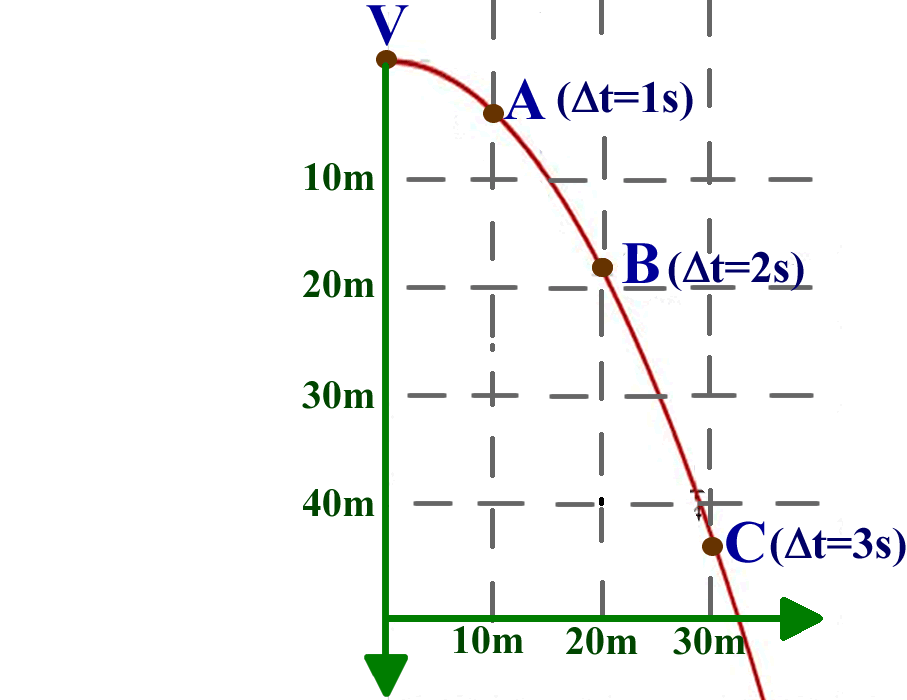 V
A (Δt=1s)
10m
B (Δt=2s)
20m
30m
40m
C (Δt=3s)
10m 20m 30m